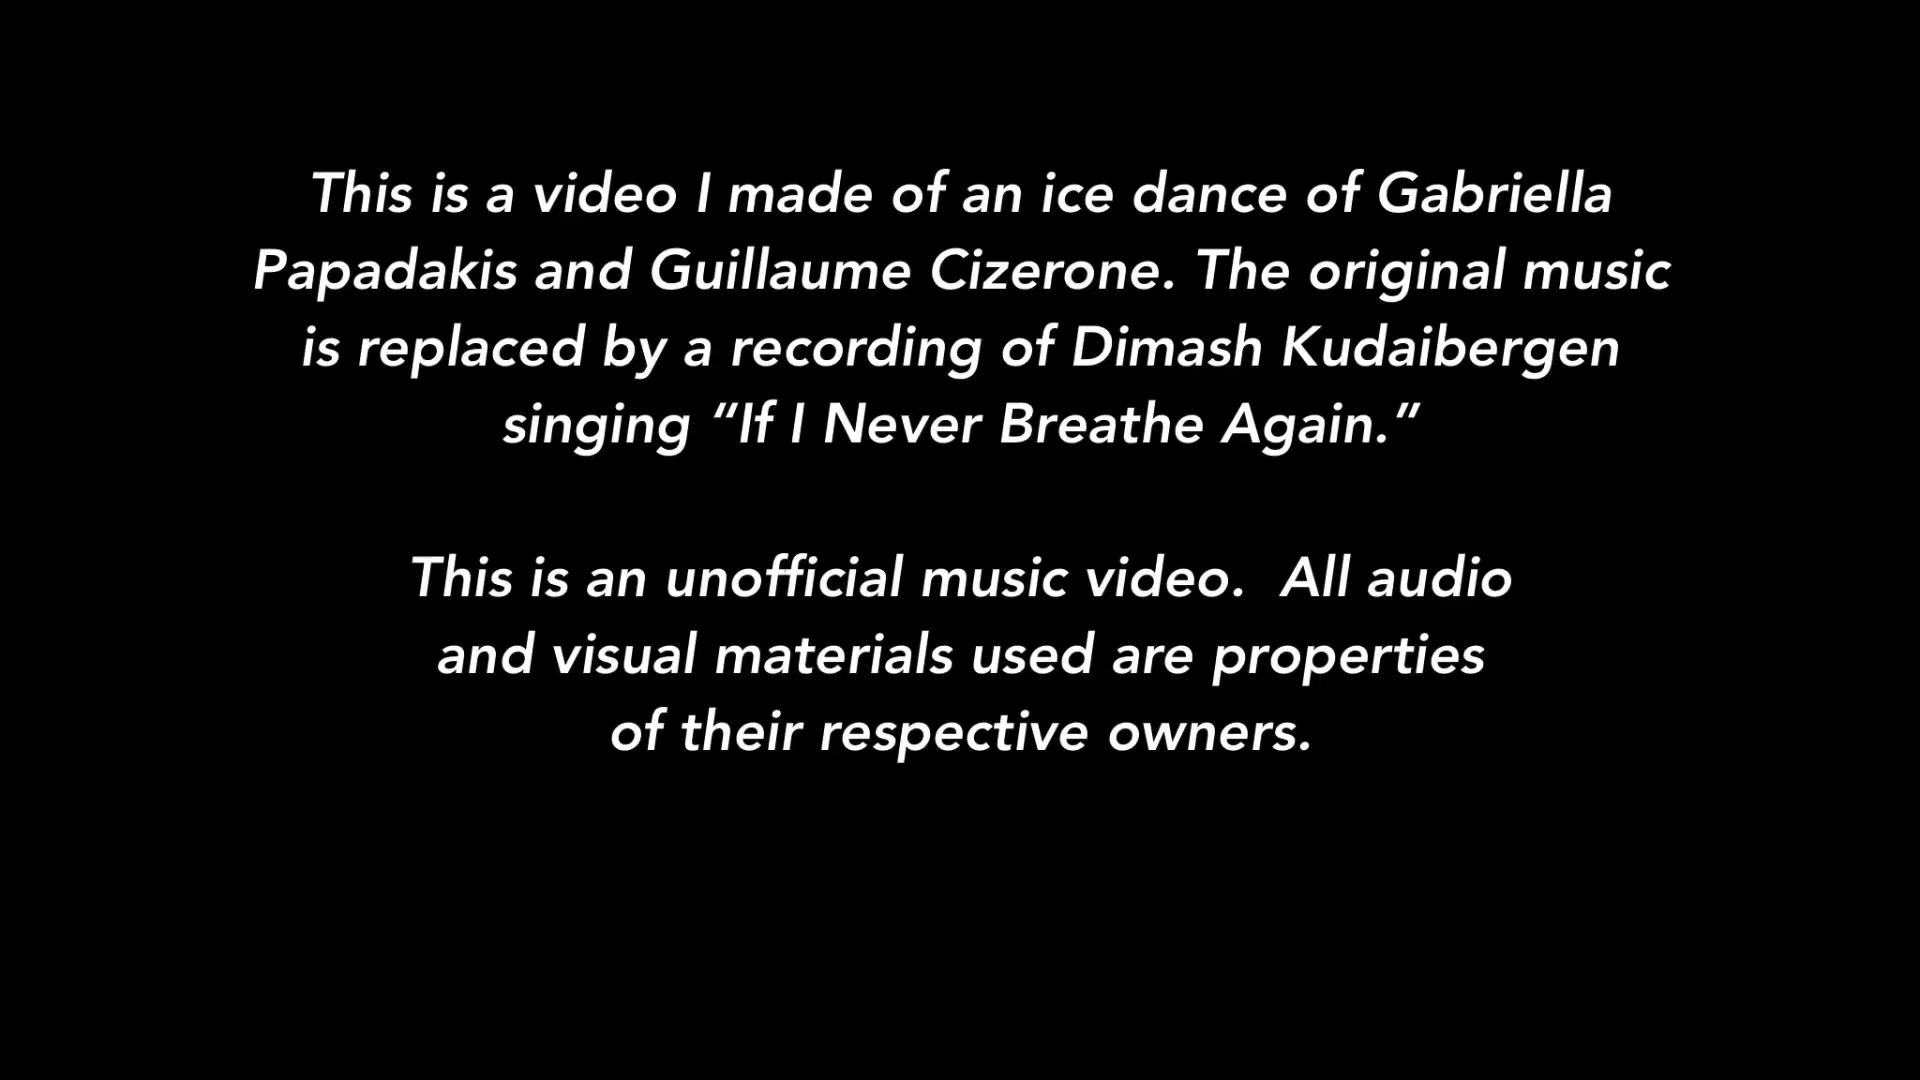 This is a video I made of an ice dance of Gabriella
Papadakis and Guillaume Cizerone. The original music
is replaced by a recording of Dimash Kudaibergen
singing “If I Never Breathe Again.”
This is an unofficial music video.  All audio
and visual materials used are properties
of their respective owners.